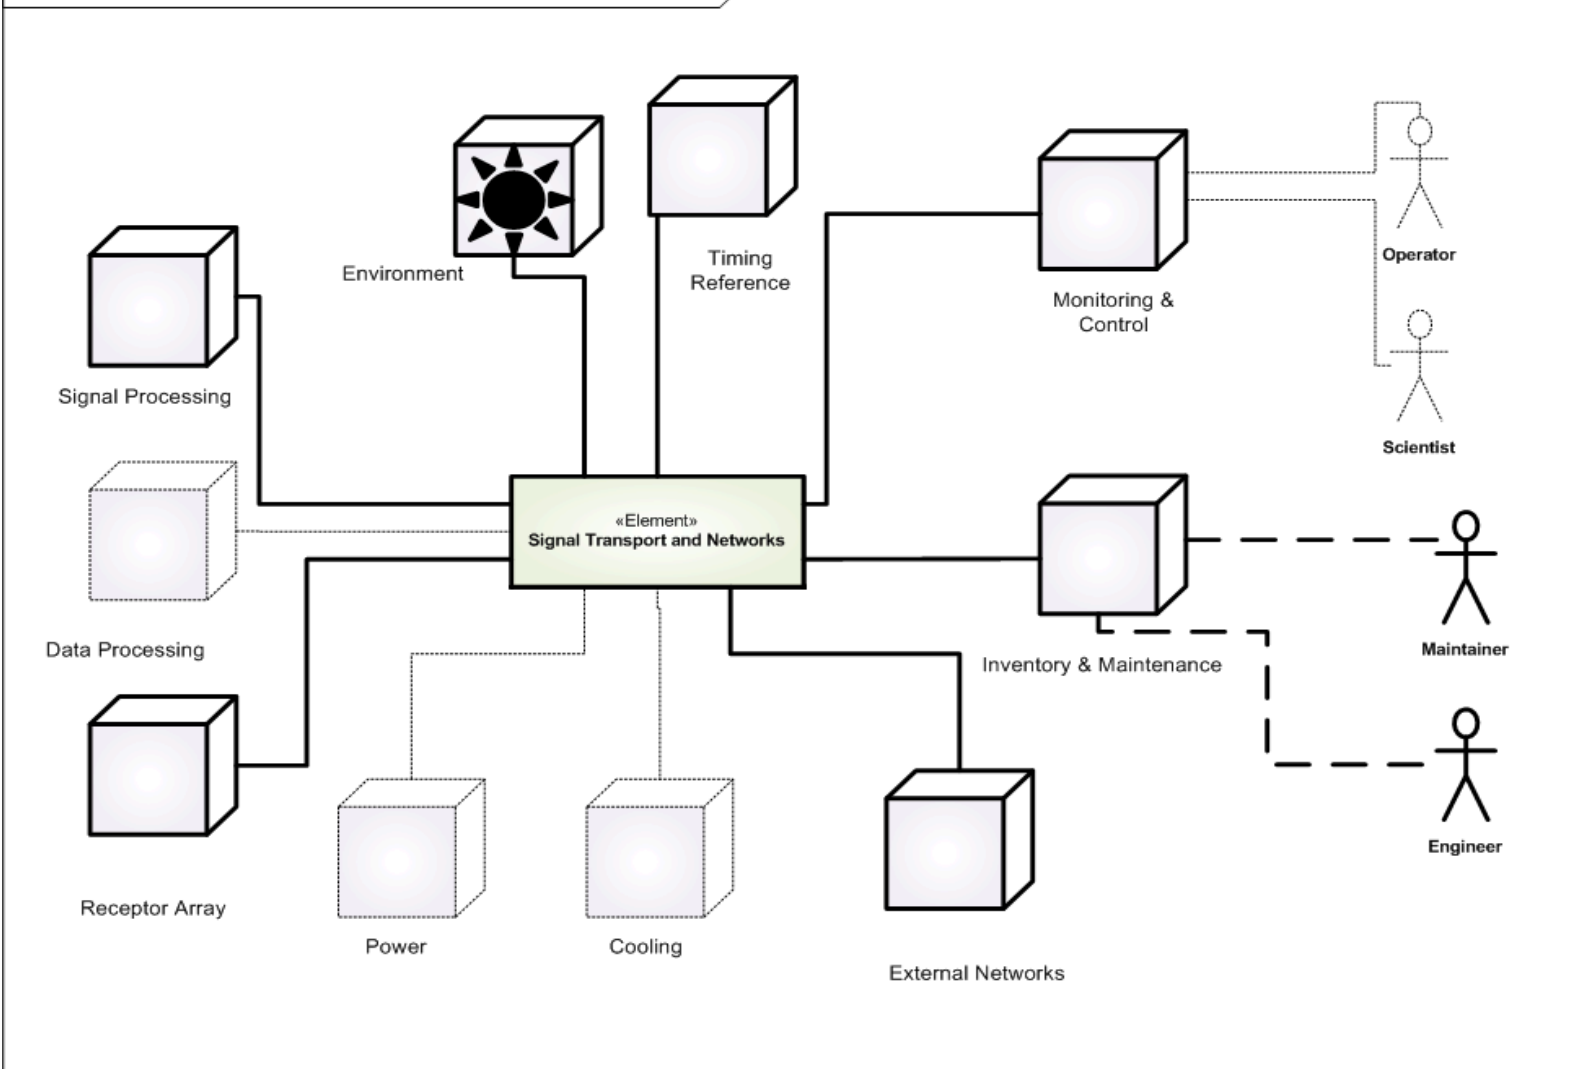 Environment
Timing
Reference
Monitoring &
Control
Operator
Signal Processing
Scientist
«Element»
Signal Transport and Networks
Data Processing
Inventory & Maintenance
Maintainer
Engineer
Receptor Array
Power
Cooling
External Networks